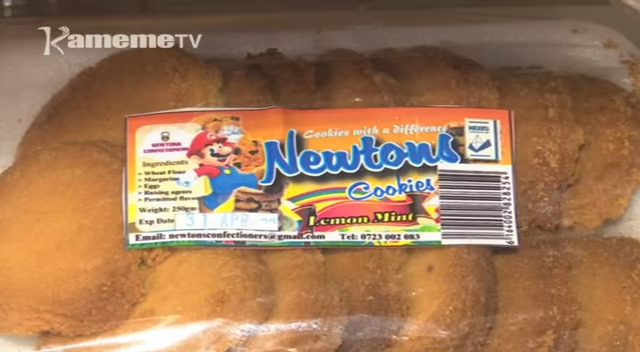 KamemeTV
NEWTONS
CONFECTIONERS
Cookies with a difference
KEBS
Newtons
Cookies
Lemon Mint
Ingredients
Wheat Flour
Margarine
Eggs
Raising agents
Permitted flavo
Weight: 250gm
Exp Date
31 APR
Email: newtonsconfectioners@gmail.com Tel: 0723 002 083